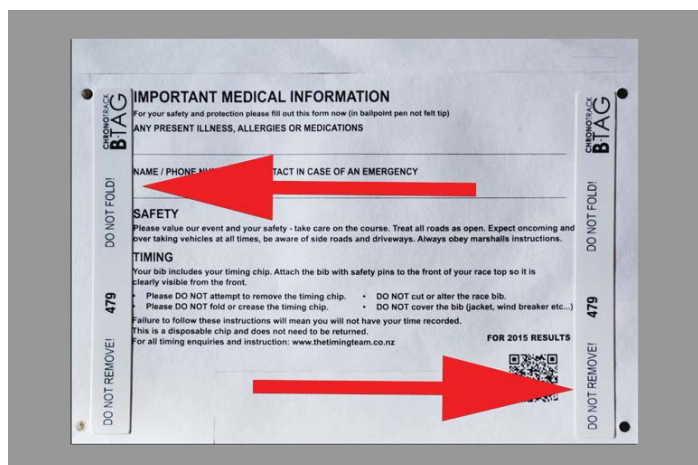 CHRONOTRACK
B·TAG
DO NOT FOLD!
479
DO NOT REMOVE!
IMPORTANT MEDICAL INFORMATION
For your safety and protection please fill out this form now (in ballpoint pen not felt tip)
ANY PRESENT ILLNESS, ALLERGIES OR MEDICATIONS
NAME / PHONE IN CASE OF AN EMERGENCY
SAFETY
Please value our event and your safety - take care on the course. Treat all roads as open. Expect oncoming and
over taking vehicles at all times, be aware of side roads and driveways. Always obey marshalls instructions.
TIMING
Your bib includes your timing chip. Attach the bib with safety pins to the front of your race top so it is
clearly visible from the front.
• Please DO NOT attempt to remove the timing chip. • DO NOT cut or alter the race bib.
• Please DO NOT fold or crease the timing chip. • DO NOT cover the bib (jacket, wind breaker etc...)
Failure to follow these instructions will mean you will not have your time recorded.
This is a disposable chip and does not need to be returned.
For all timing enquiries and instruction: www.thetimingteam.co.nz
FOR 2015 RESULTS
CHRONOTRACK
B·TAG
DO NOT FOLD!
479
DO NOT REMOVE!